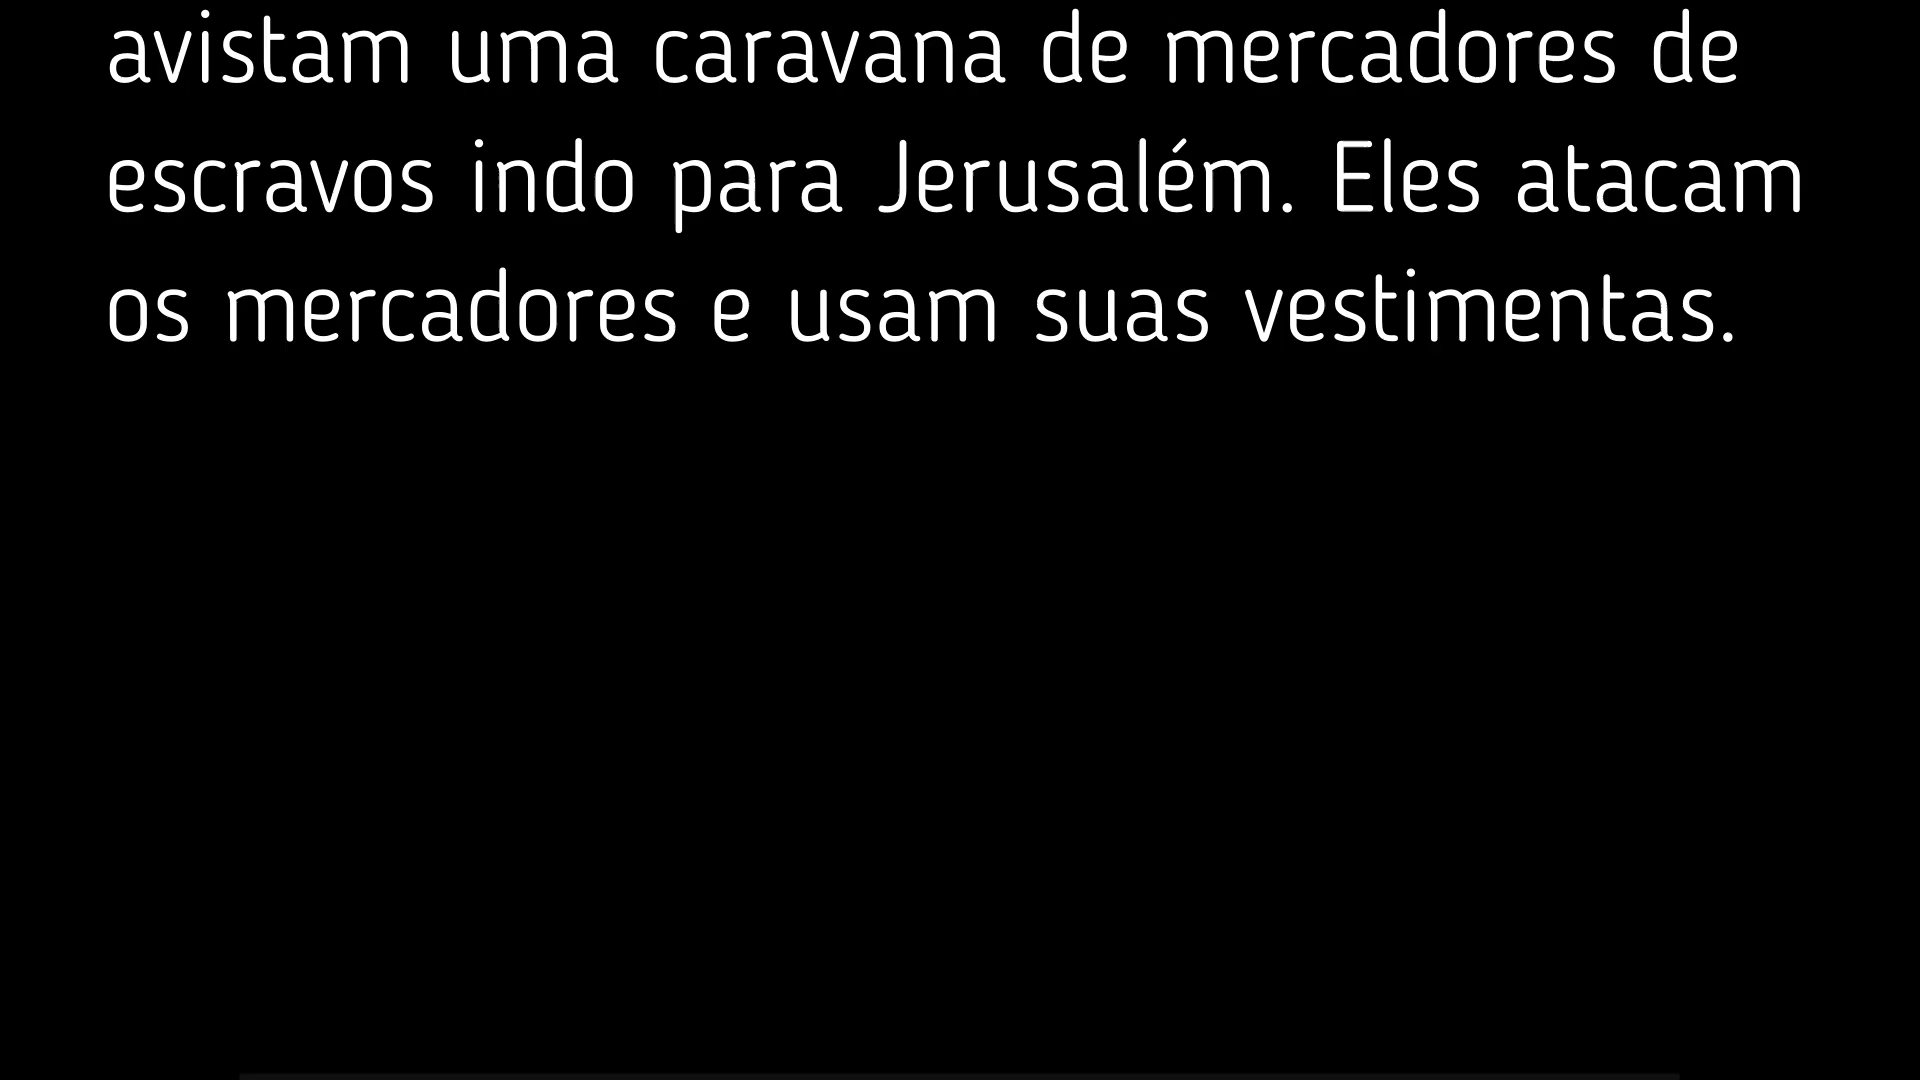 avistam uma caravana de mercadores de
escravos indo para Jerusalém. Eles atacam
os mercadores e usam suas vestimentas.